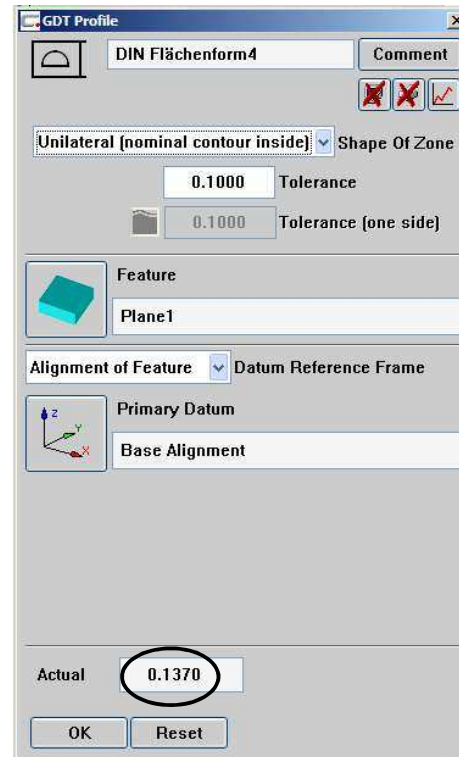 GDT Profile
DIN Flächenform4
Comment
Unilateral (nominal contour inside)
Shape Of Zone
0.1000
Tolerance
0.1000
Tolerance (one side)
Feature
Plane1
Alignment of Feature
Datum Reference Frame
Z
Y
X
Primary Datum
Base Alignment
Actual
0.1370
OK
Reset